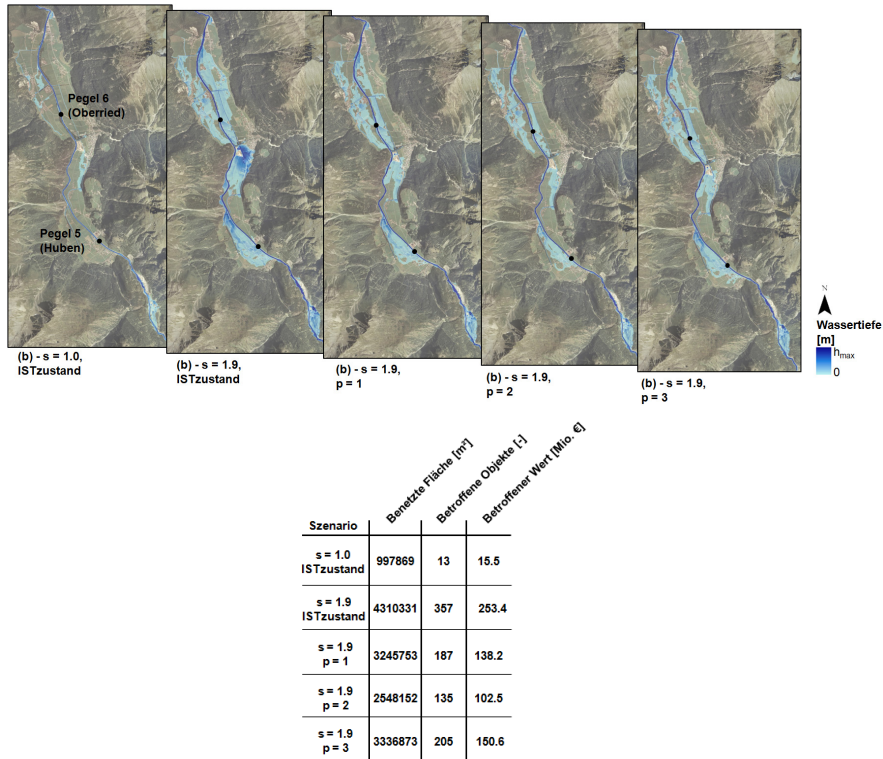 Pegel 6
(Oberried)
Pegel 5
(Huben)
(b) - s = 1.0,
ISTzustand
(b) - s = 1.9,
ISTzustand
(b) - s = 1.9,
p = 1
(b) - s = 1.9,
p = 2
(b) - s = 1.9,
p = 3
N
Wassertiefe
[m]
hmax
0
Szenario Benetzte Fläche [m²] Betroffene Objekte [-] Betroffener Wert [Mio. €]
s = 1.0
ISTzustand 997869 13 15.5
s = 1.9
ISTzustand 4310331 357 253.4
s = 1.9
p = 1 3245753 187 138.2
s = 1.9
p = 2 2548152 135 102.5
s = 1.9
p = 3 3336873 205 150.6